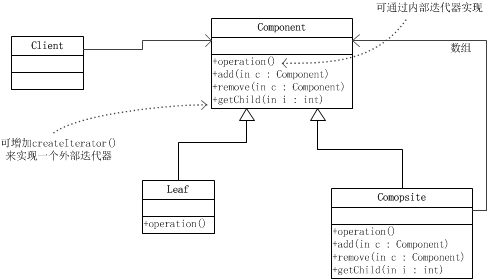 可通过内部迭代器实现
Component
Client
数组
+operation()
+add(in c : Component)
+remove(in c : Component)
+getChild(in i : int)
可增加createIterator()
来实现一个外部迭代器
Leaf
+operation()
Comopsite
+operation()
+add(in c : Component)
+remove(in c : Component)
+getChild(in i : int)